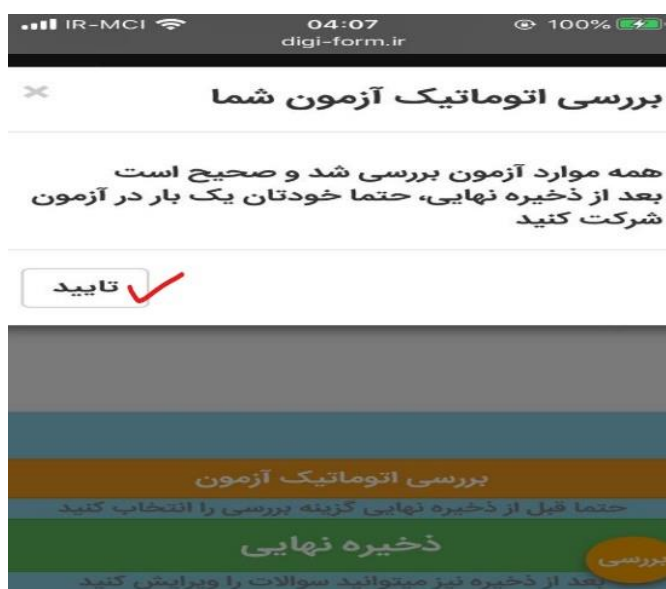 IR-MCI 04:07 100%
digi-form.ir
بررسی اتوماتیک آزمون شما ×
همه موارد آزمون بررسی شد و صحیح است
بعد از ذخیره نهایی، حتما خودتان یک بار در آزمون
شرکت کنید
تایید
بررسی اتوماتیک آزمون
حتما قبل از ذخیره نهایی گزینه بررسی را انتخاب کنید
ذخیره نهایی
بررسی
بعد از ذخیره نیز میتوانید سوالات را ویرایش کنید